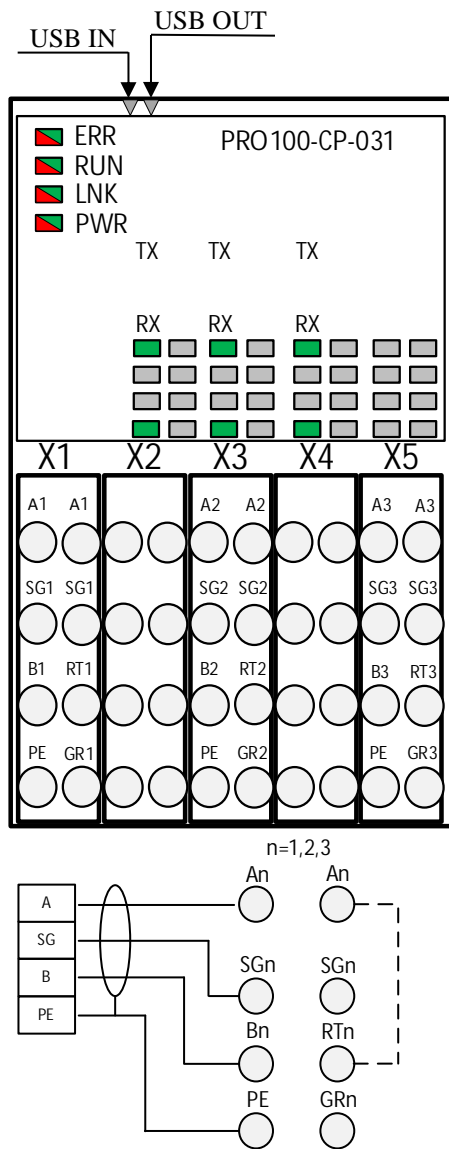 USB IN USB OUT
ERR PRO100-CP-031
RUN
LNK
PWR
TX TX TX
RX RX RX
X1 X2 X3 X4 X5
A1 A1 A2 A2 A3 A3
SG1 SG1 SG2 SG2 SG3 SG3
B1 RT1 B2 RT2 B3 RT3
PE GR1 PE GR2 PE GR3
n=1,2,3
An An
A
SG
B
PE
SGn SGn
Bn RTn
PE GRn